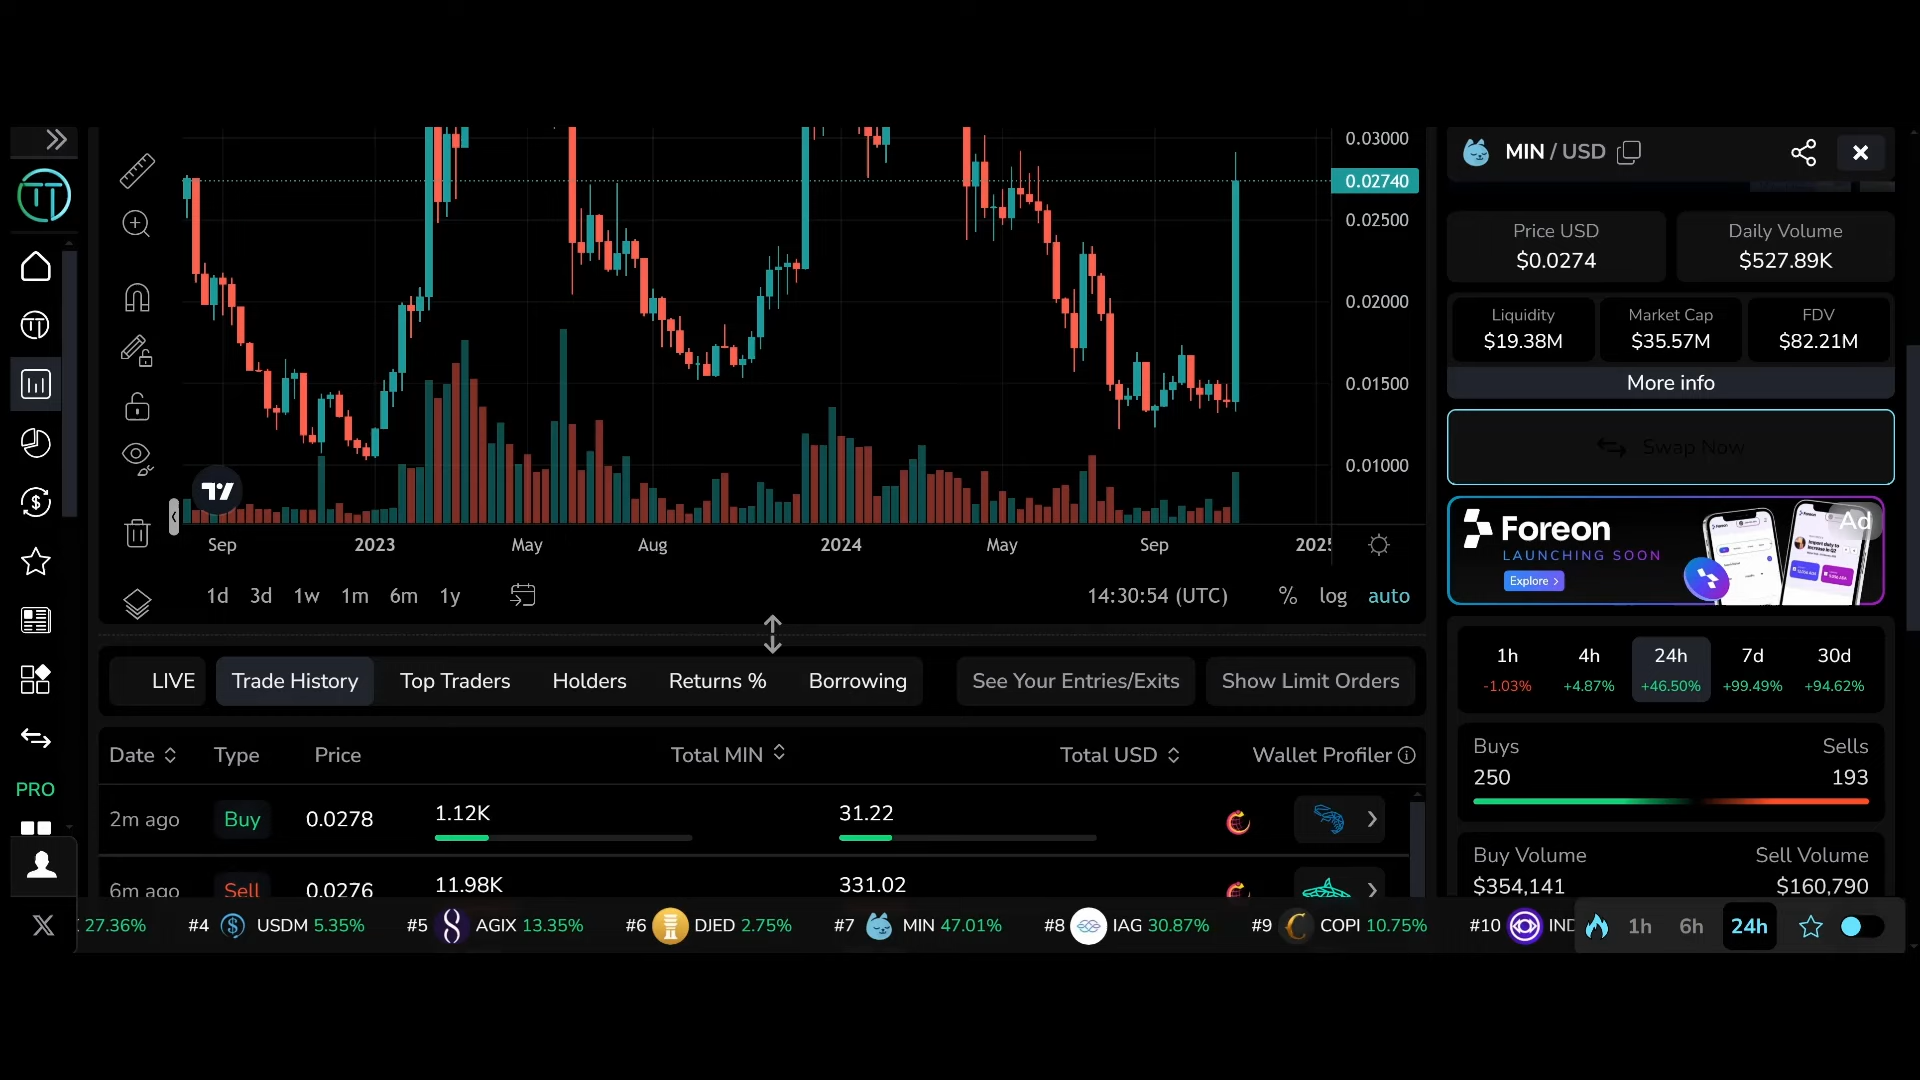 0.03000
0.02740
0.02500
0.02000
0.01500
0.01000
Sep 2023 May Aug 2024 May Sep
1d 3d 1w 1m 6m 1y 14:30:54 (UTC) % log auto
LIVE Trade History Top Traders Holders Returns % Borrowing See Your Entries/Exits Show Limit Orders
Date Type Price Total MIN Total USD Wallet Profiler
2m ago Buy 0.0278 1.12K 31.22
6m ago Sell 0.0276 11.98K 331.02
PRO
MIN / USD
Price USD Daily Volume
$0.0274 $527.89K
Liquidity Market Cap FDV
$19.38M $35.57M $82.21M
More info
Swap Now
Ad
Foreon
LAUNCHING SOON
Explore >
1h 4h 24h 7d 30d
-1.03% +4.87% +46.50% +99.49% +94.62%
Buys Sells
250 193
Buy Volume Sell Volume
$354,141 $160,790
27.36% #4 USDM 5.35% #5 AGIX 13.35% #6 DJED 2.75% #7 MIN 47.01% #8 IAG 30.87% #9 COPI 10.75% #10 IND 1h 6h 24h